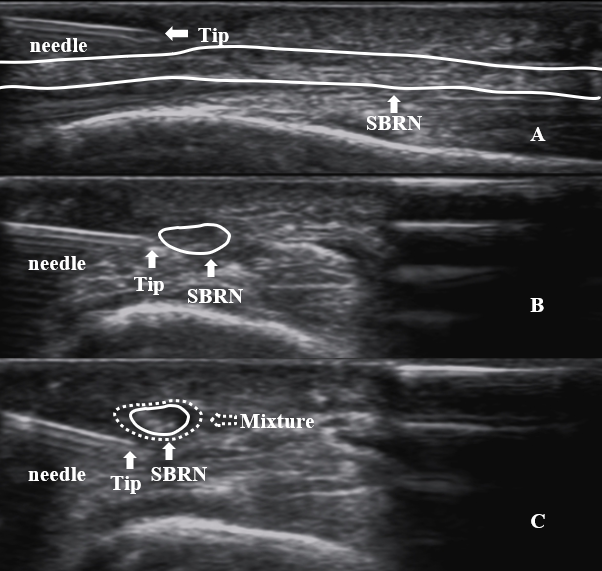 Tip
needle
SBRN
A
needle
Tip
SBRN
B
Mixture
needle
Tip
SBRN
C